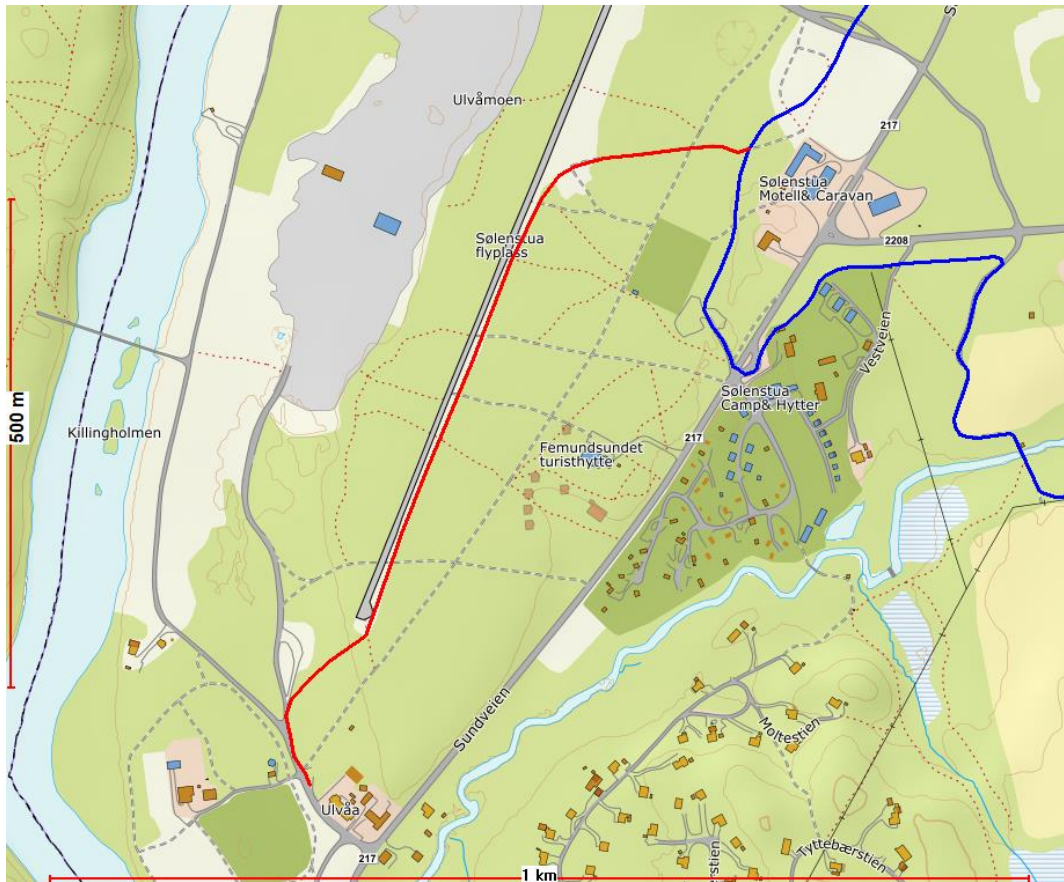 S
217
Ulvåmoen
Sølenstua
Motell& Caravan
2208
Sølenstua
flyplass
Vestveien
500 m
Sølenstua
Camp& Hytter
Killingholmen
217
Femundsundet
turisthytte
Sundveien
Moltestien
Ulvåa
217
Tyttebærstien
erstien
1 km